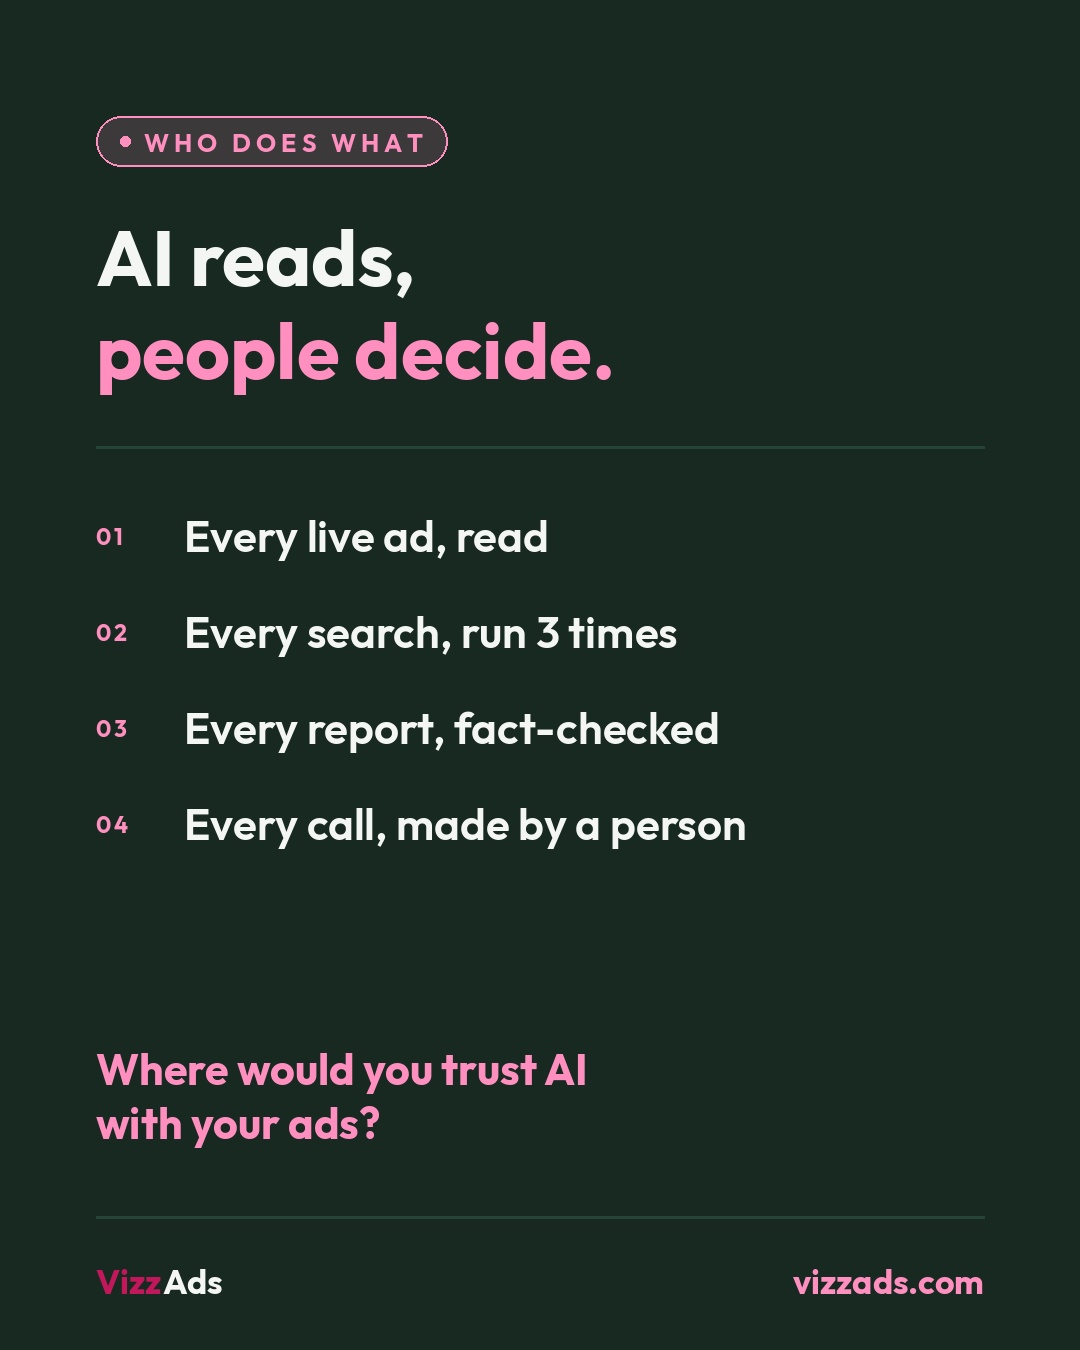 WHO DOES WHAT
AI reads,
people decide.
01 Every live ad, read
02 Every search, run 3 times
03 Every report, fact-checked
04 Every call, made by a person
Where would you trust AI
with your ads?
VizzAds
vizzads.com